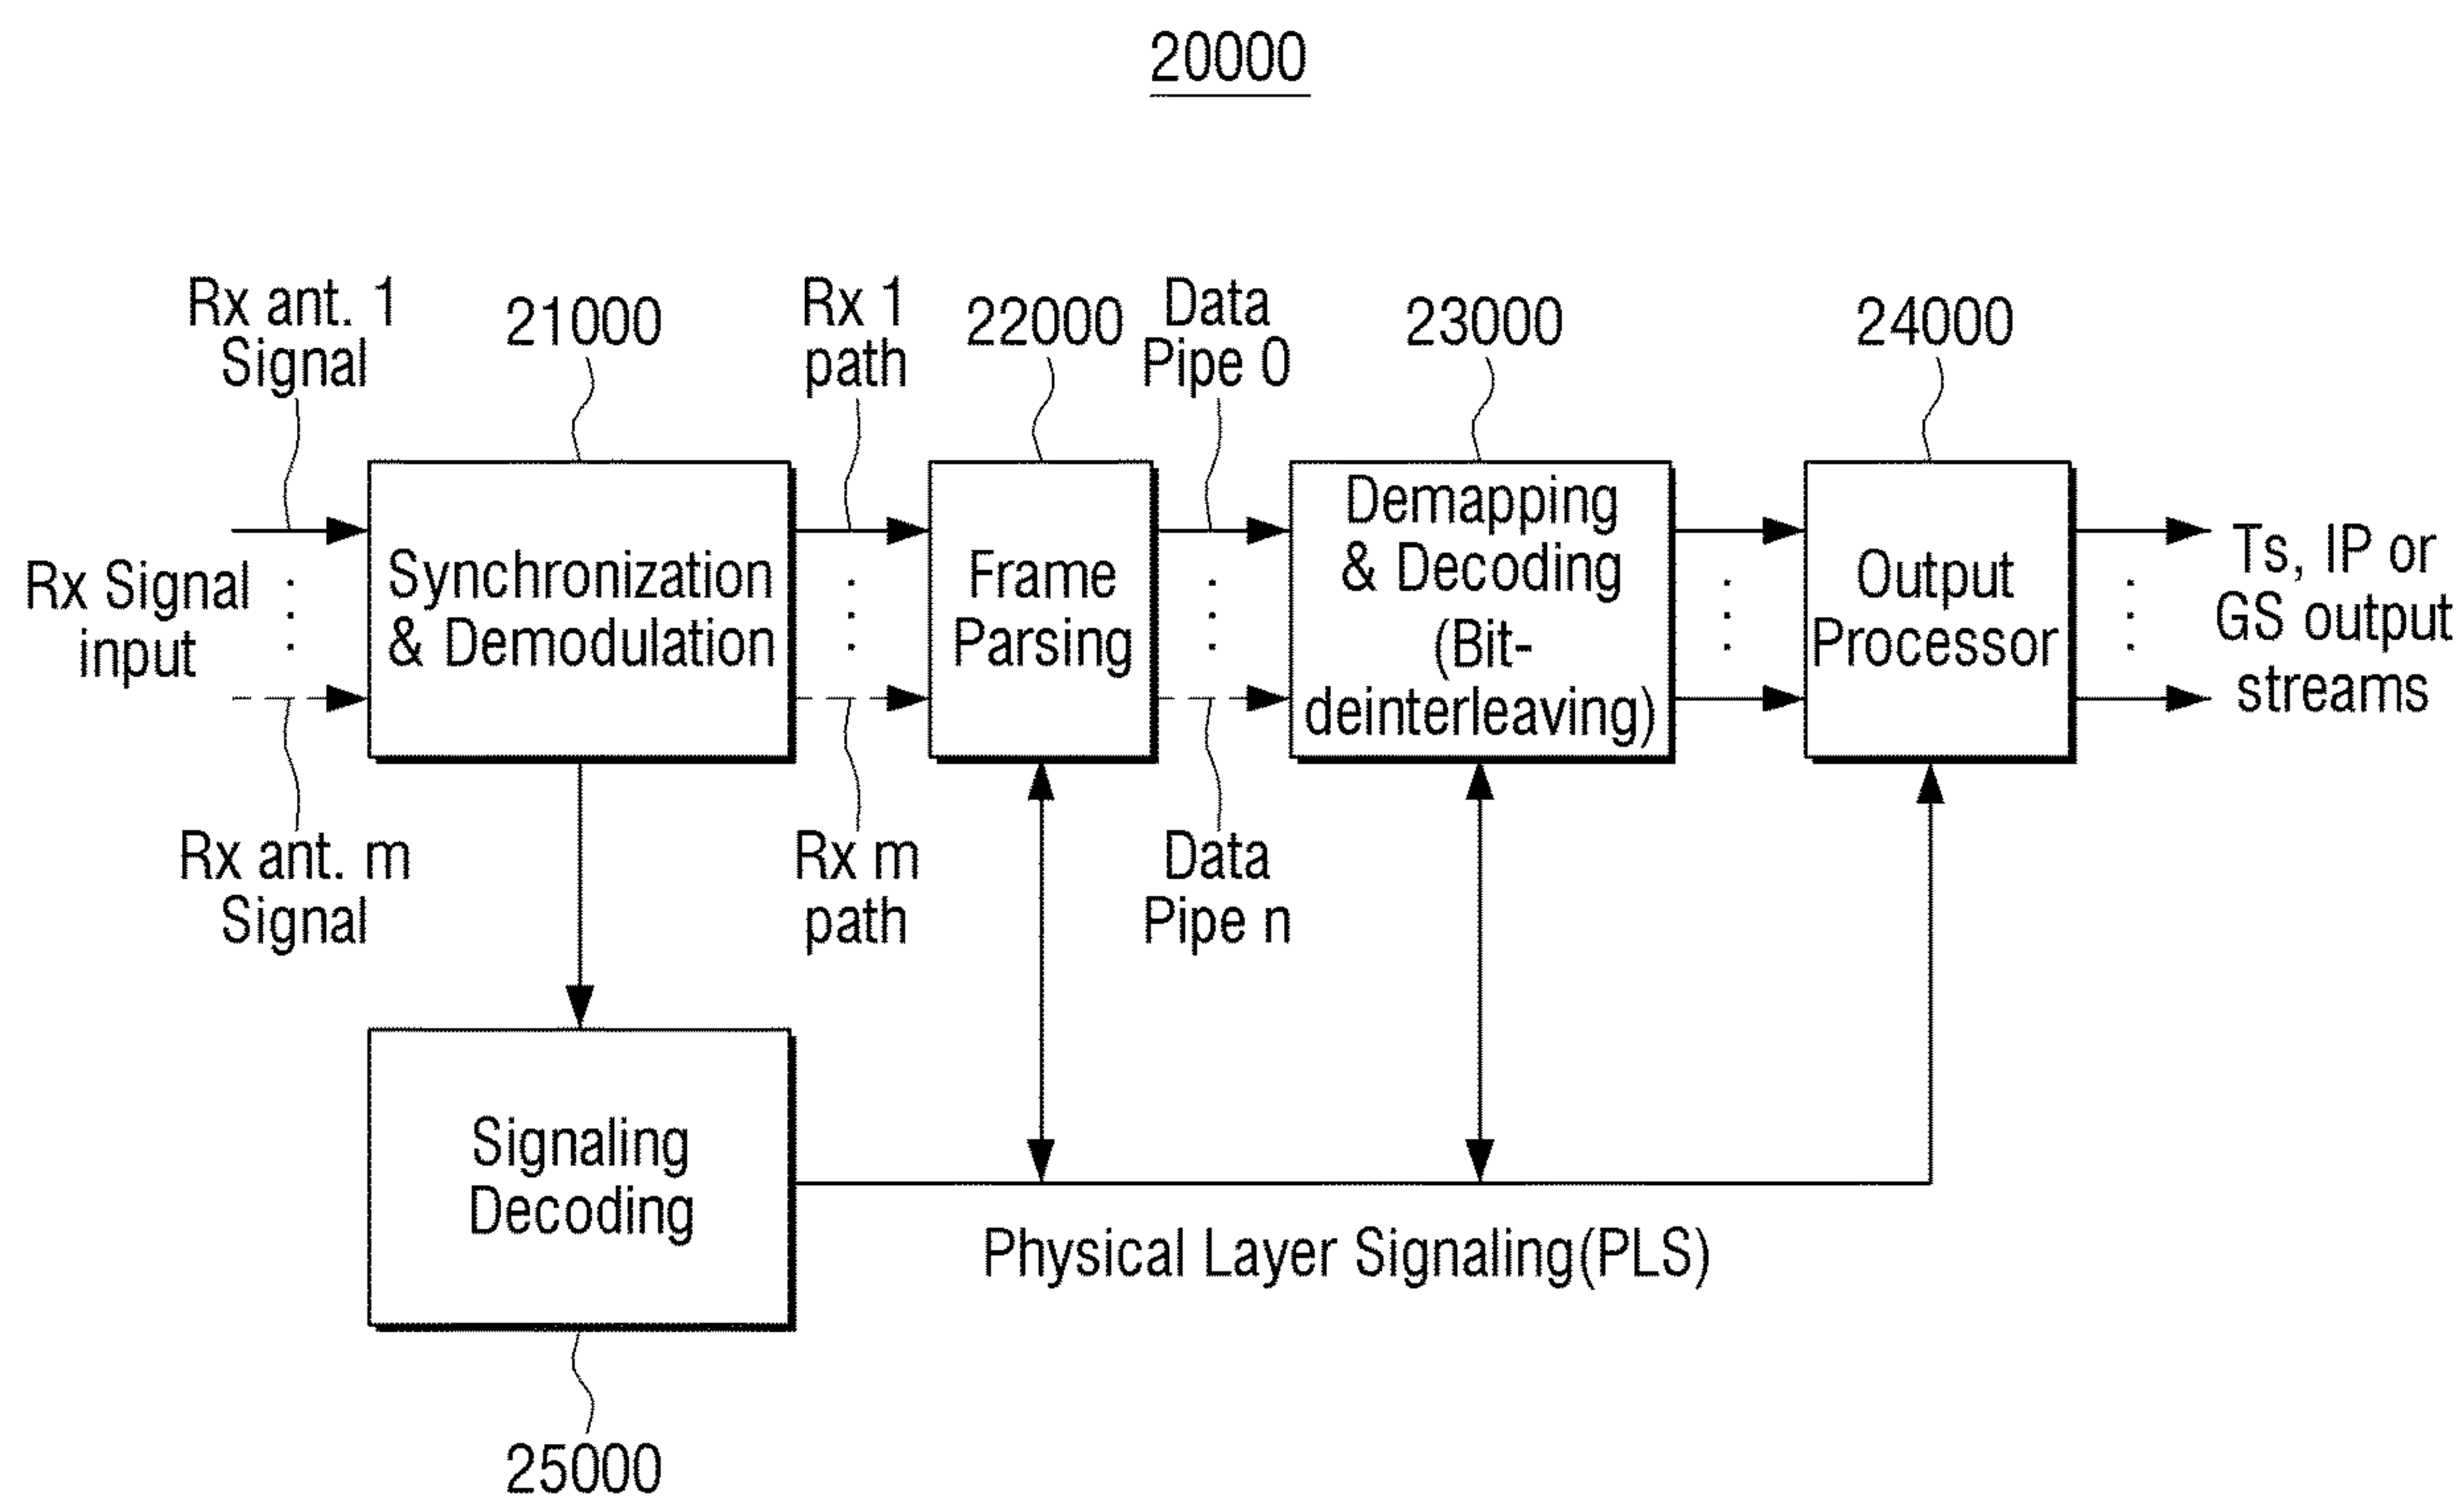 20000
Rx ant. 1
Signal
21000
Rx 1
path
22000
Data
Pipe 0
23000
24000
Rx Signal
input
Synchronization
& Demodulation
Frame
Parsing
Demapping
& Decoding
(Bit-
deinterleaving)
Output
Processor
Ts, IP or
GS output
streams
Rx ant. m
Signal
Rx m
path
Data
Pipe n
Signaling
Decoding
Physical Layer Signaling(PLS)
25000